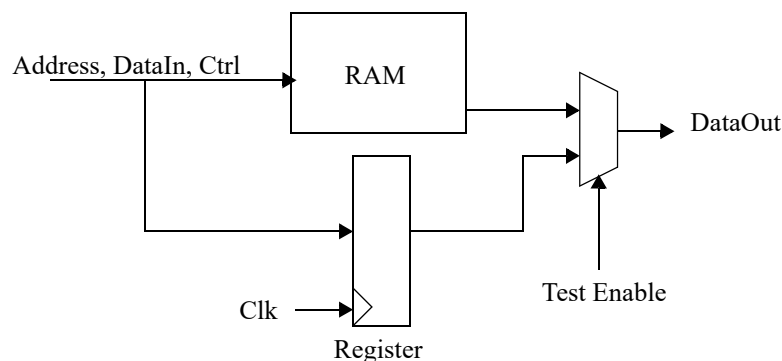 RAM
Address, DataIn, Ctrl
DataOut
Test Enable
Clk
Register